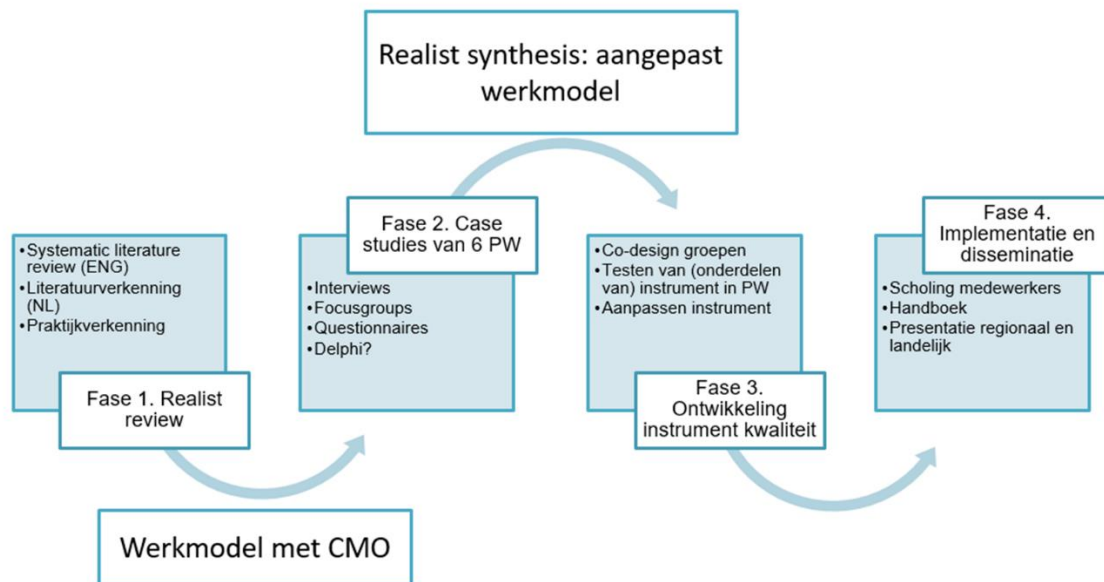 Realist synthesis: aangepast
werkmodel
Fase 2. Case
studies van 6 PW
Fase 4.
Implementatie en
disseminatie
•Systematic literature
review (ENG)
•Literatuurverkenning
(NL)
•Praktijkverkenning
•Interviews
•Focusgroups
•Questionnaires
•Delphi?
•Co-design groepen
•Testen van (onderdelen
van) instrument in PW
•Aanpassen instrument
•Scholing medewerkers
•Handboek
•Presentatie regionaal en
landelijk
Fase 1. Realist
review
Fase 3.
Ontwikkeling
instrument kwaliteit
Werkmodel met CMO